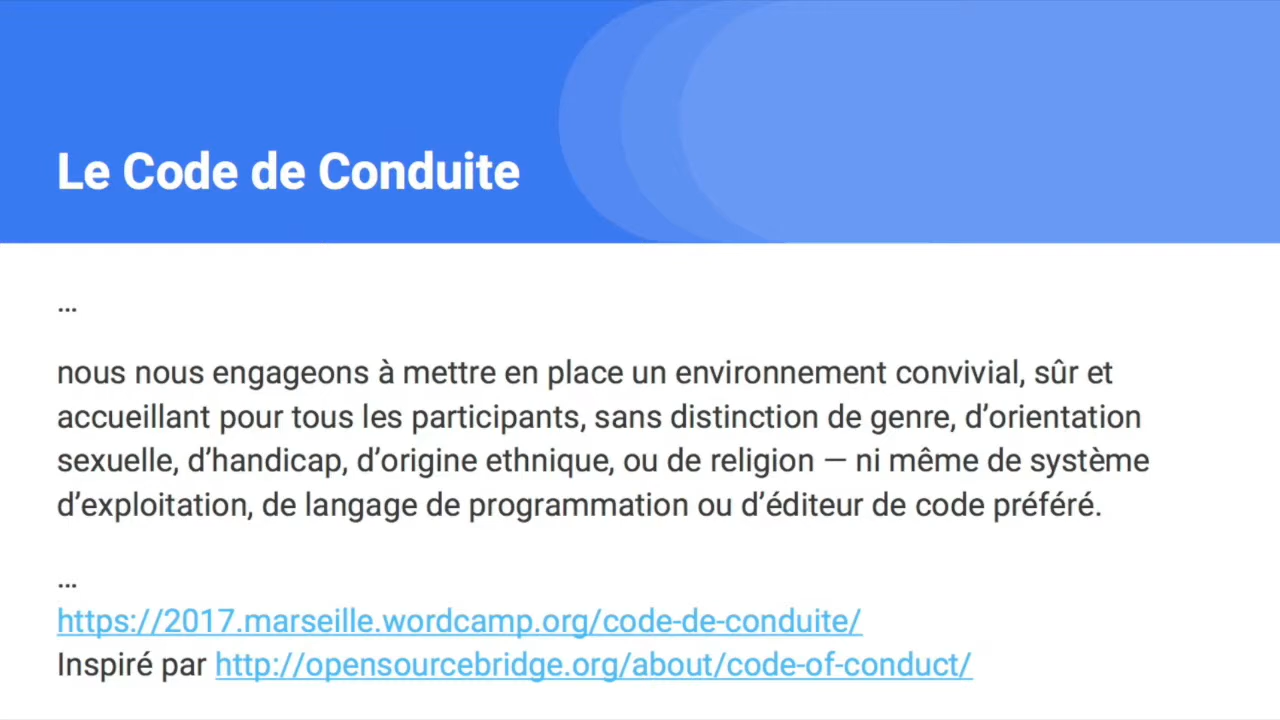 Le Code de Conduite
…
nous nous engageons à mettre en place un environnement convivial, sûr et
accueillant pour tous les participants, sans distinction de genre, d’orientation
sexuelle, d’handicap, d’origine ethnique, ou de religion — ni même de système
d’exploitation, de langage de programmation ou d’éditeur de code préféré.
…
https://2017.marseille.wordcamp.org/code-de-conduite/
Inspiré par http://opensourcebridge.org/about/code-of-conduct/